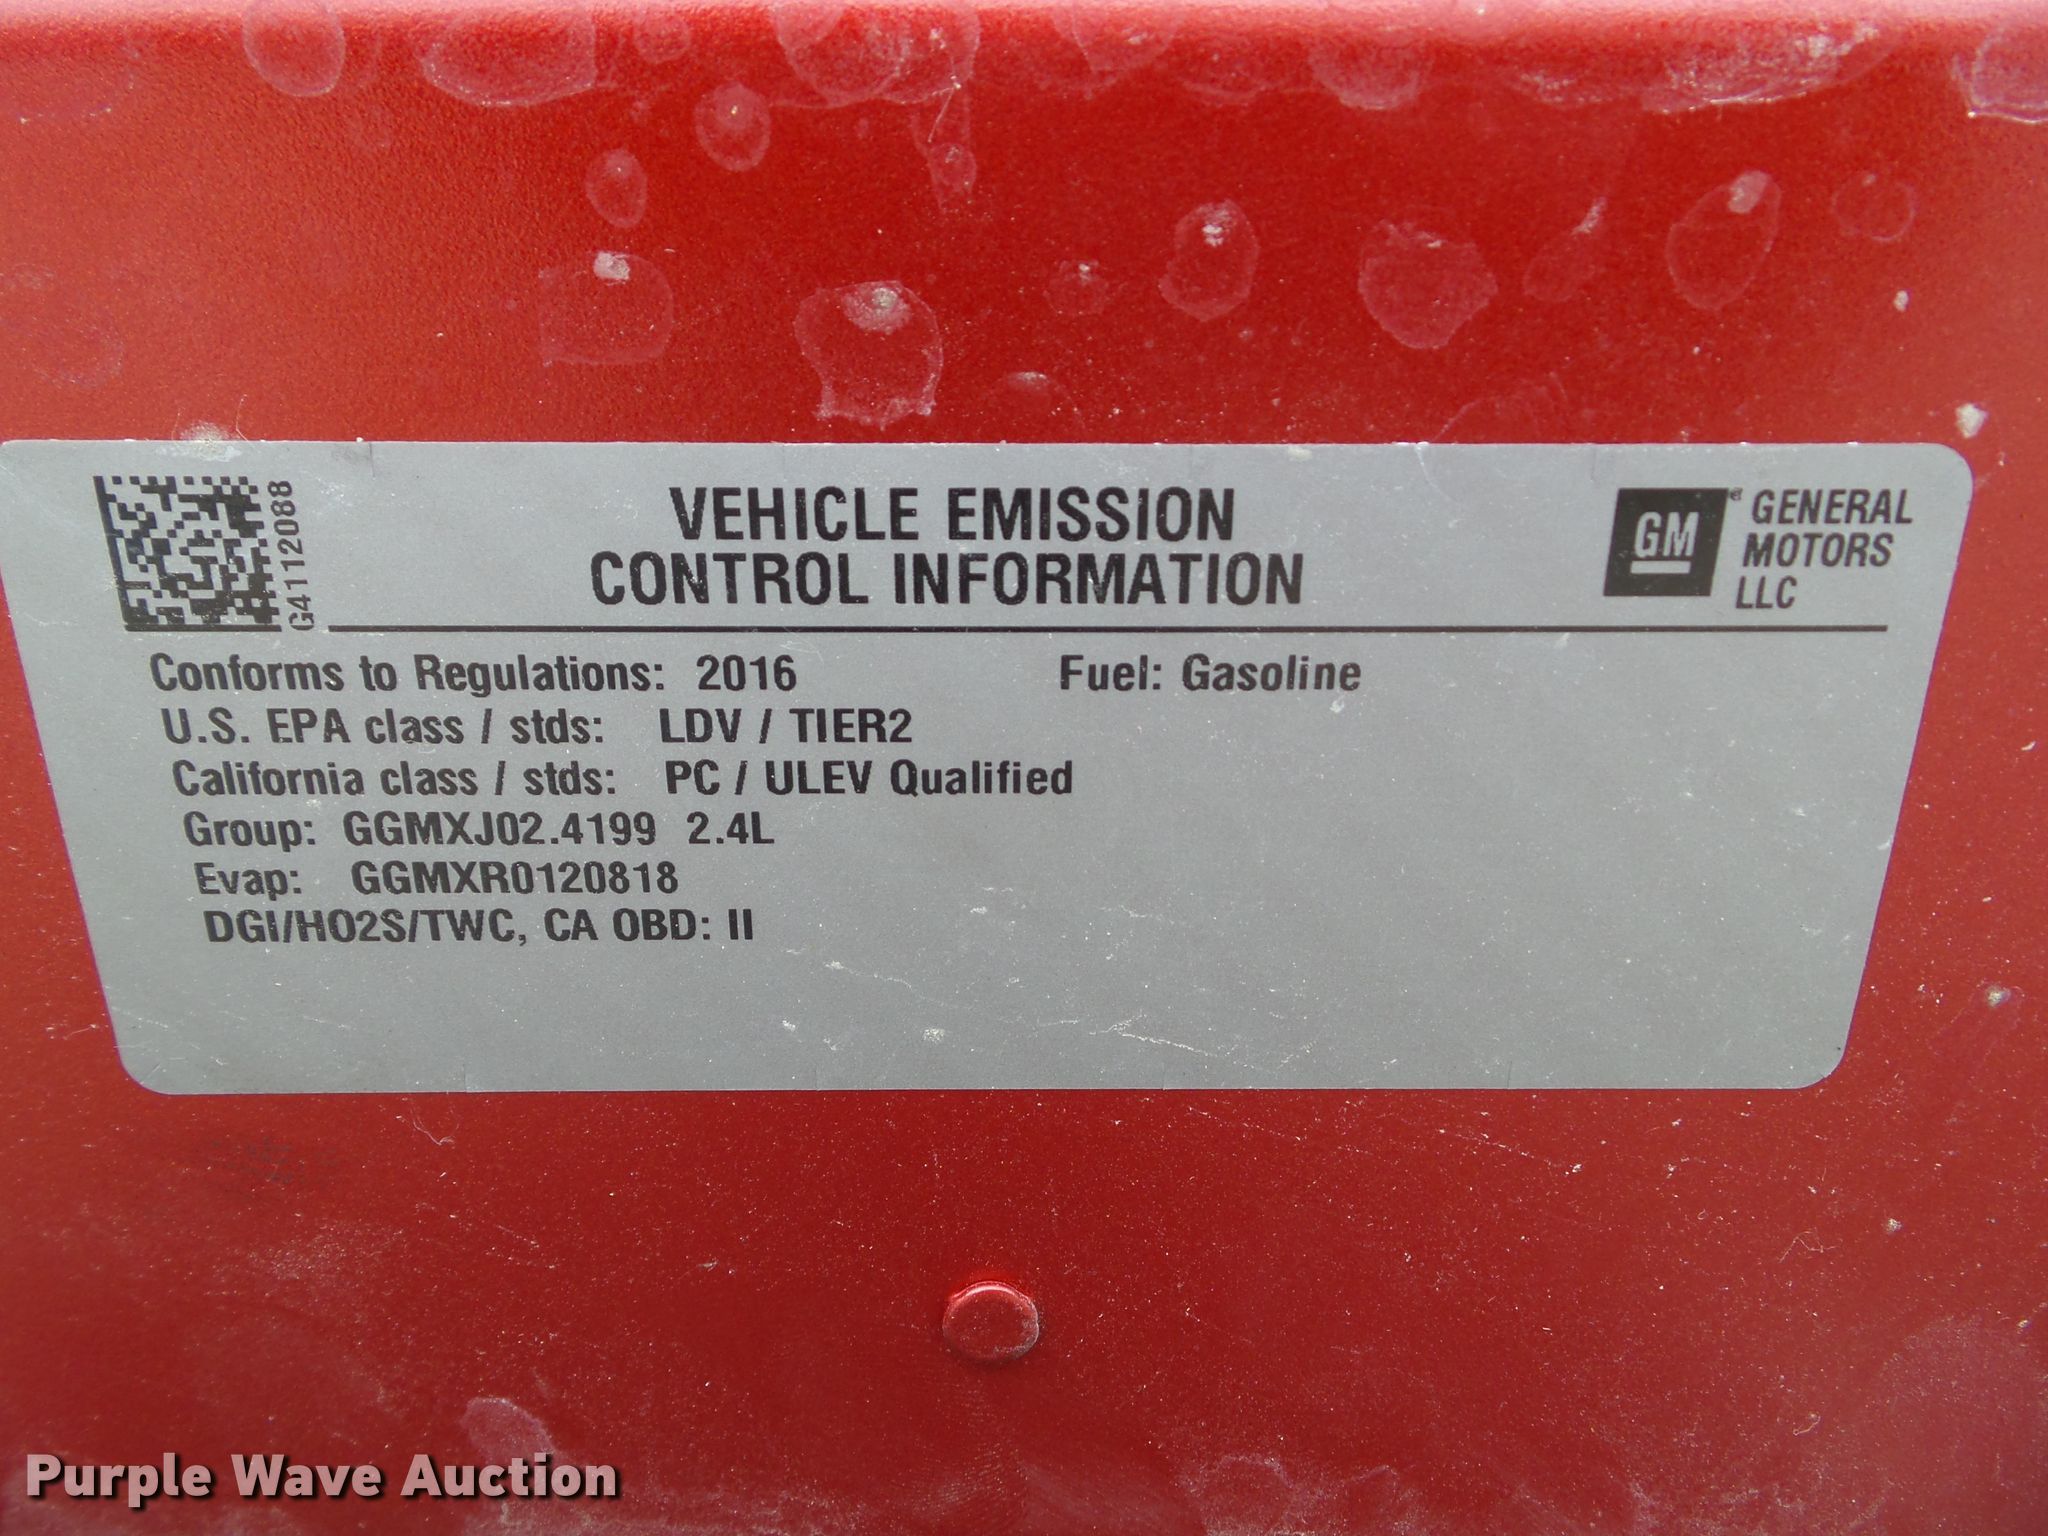 G4112088
VEHICLE EMISSION
CONTROL INFORMATION
GM
GENERAL
MOTORS
LLC
Conforms to Regulations: 2016 Fuel: Gasoline
U.S. EPA class / stds: LDV / TIER2
California class / stds: PC / ULEV Qualified
Group: GGMXJ02.4199 2.4L
Evap: GGMXR0120818
DGI/HO2S/TWC, CA OBD: II
Purple Wave Auction